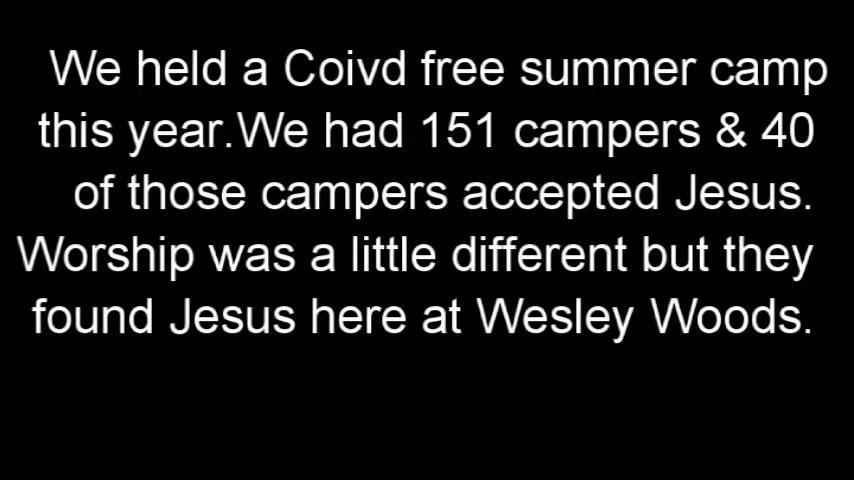 We held a Coivd free summer camp
this year.We had 151 campers & 40
of those campers accepted Jesus.
Worship was a little different but they
found Jesus here at Wesley Woods.